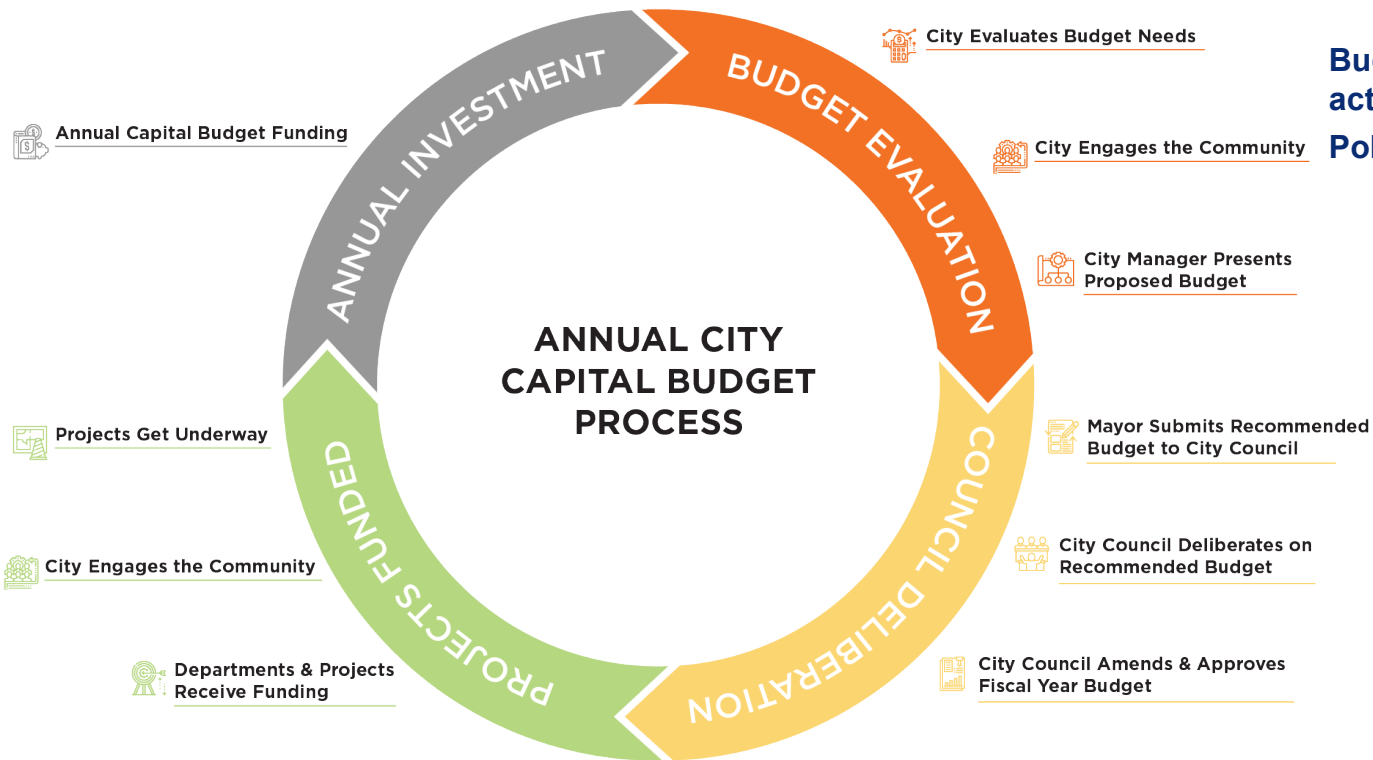 ANNUAL CITY
CAPITAL BUDGET
PROCESS
BUDGET EVALUATION
City Evaluates Budget Needs
City Engages the Community
City Manager Presents
Proposed Budget
COUNCIL DELIBERATION
Mayor Submits Recommended
Budget to City Council
City Council Deliberates on
Recommended Budget
City Council Amends & Approves
Fiscal Year Budget
PROJECTS FUNDED
Departments & Projects
Receive Funding
City Engages the Community
Projects Get Underway
ANNUAL INVESTMENT
Annual Capital Budget Funding